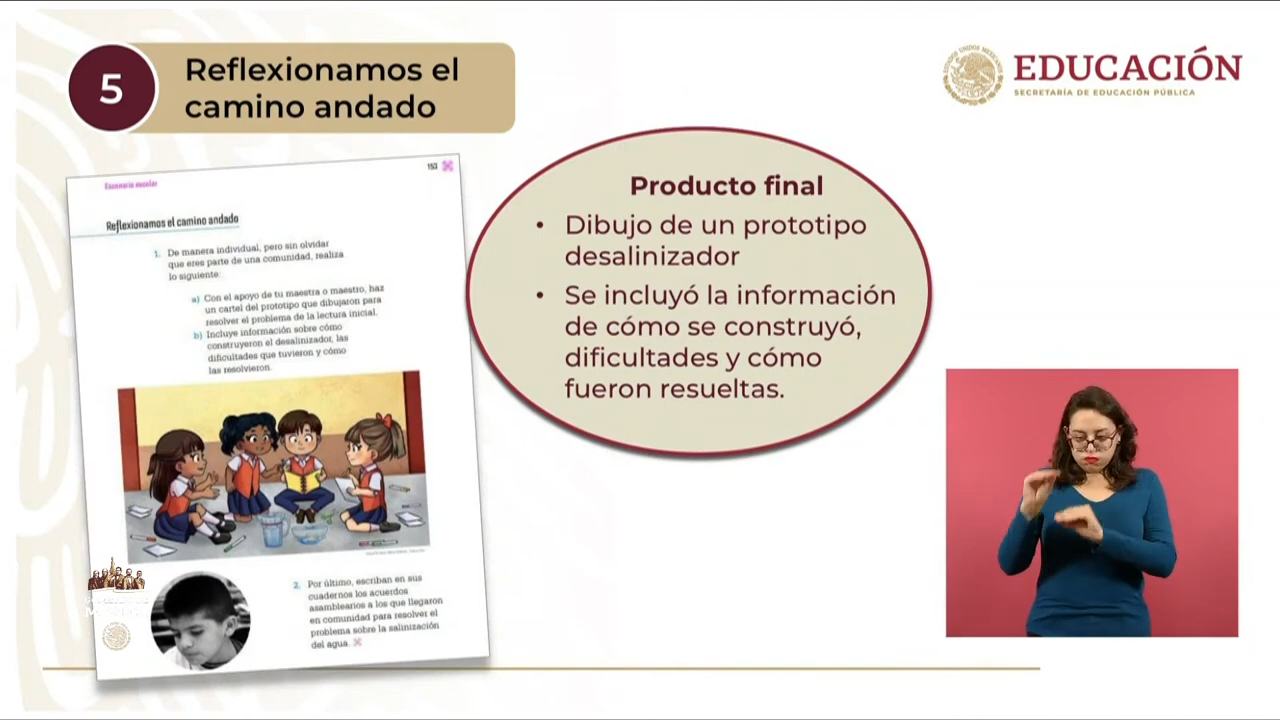 5
Reflexionamos el
camino andado
ESTADOS UNIDOS MEXICANOS
EDUCACIÓN
SECRETARÍA DE EDUCACIÓN PÚBLICA
153
Escenario escolar
Reflexionamos el camino andado
1. De manera individual, pero sin olvidar
que eres parte de una comunidad, realiza
lo siguiente:
a) Con el apoyo de tu maestra o maestro, haz
un cartel del prototipo que dibujaron para
resolver el problema de la lectura inicial.
b) Incluye información sobre cómo
construyeron el desalinizador, las
dificultades que tuvieron y cómo
las resolvieron.
2. Por último, escriban en sus
cuadernos los acuerdos
asamblearios a los que llegaron
en comunidad para resolver el
problema sobre la salinización
del agua.
Producto final
• Dibujo de un prototipo
desalinizador
• Se incluyó la información
de cómo se construyó,
dificultades y cómo
fueron resueltas.